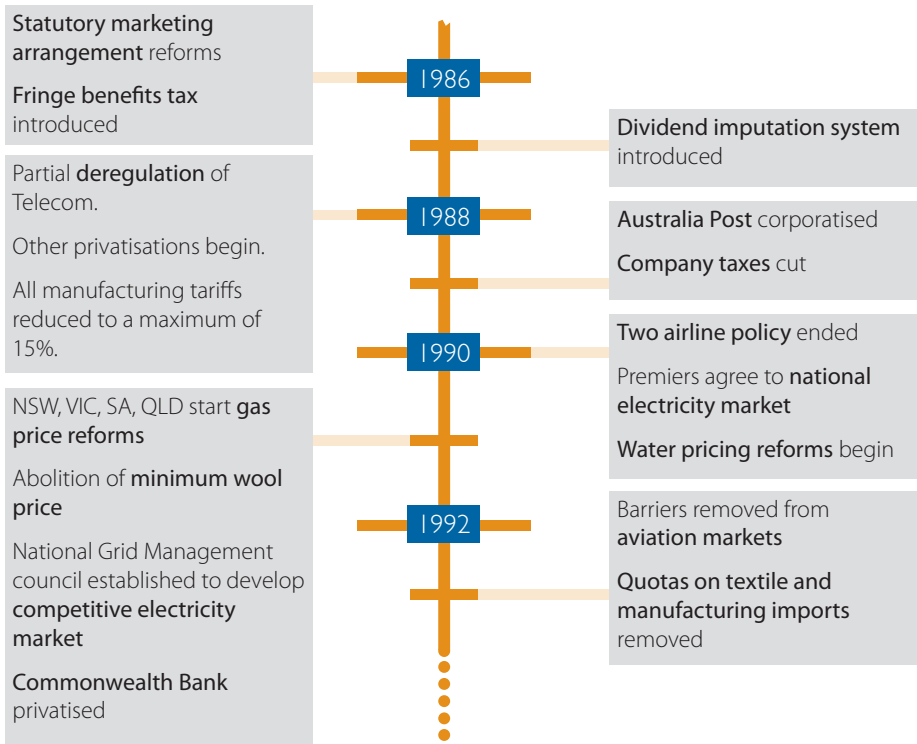 Statutory marketing
arrangement reforms
Fringe benefits tax
introduced
1986
Dividend imputation system
introduced
Partial deregulation of
Telecom.
Other privatisations begin.
All manufacturing tariffs
reduced to a maximum of
15%.
1988
Australia Post corporatised
Company taxes cut
1990
Two airline policy ended
Premiers agree to national
electricity market
Water pricing reforms begin
NSW, VIC, SA, QLD start gas
price reforms
Abolition of minimum wool
price
National Grid Management
council established to develop
competitive electricity
market
Commonwealth Bank
privatised
1992
Barriers removed from
aviation markets
Quotas on textile and
manufacturing imports
removed